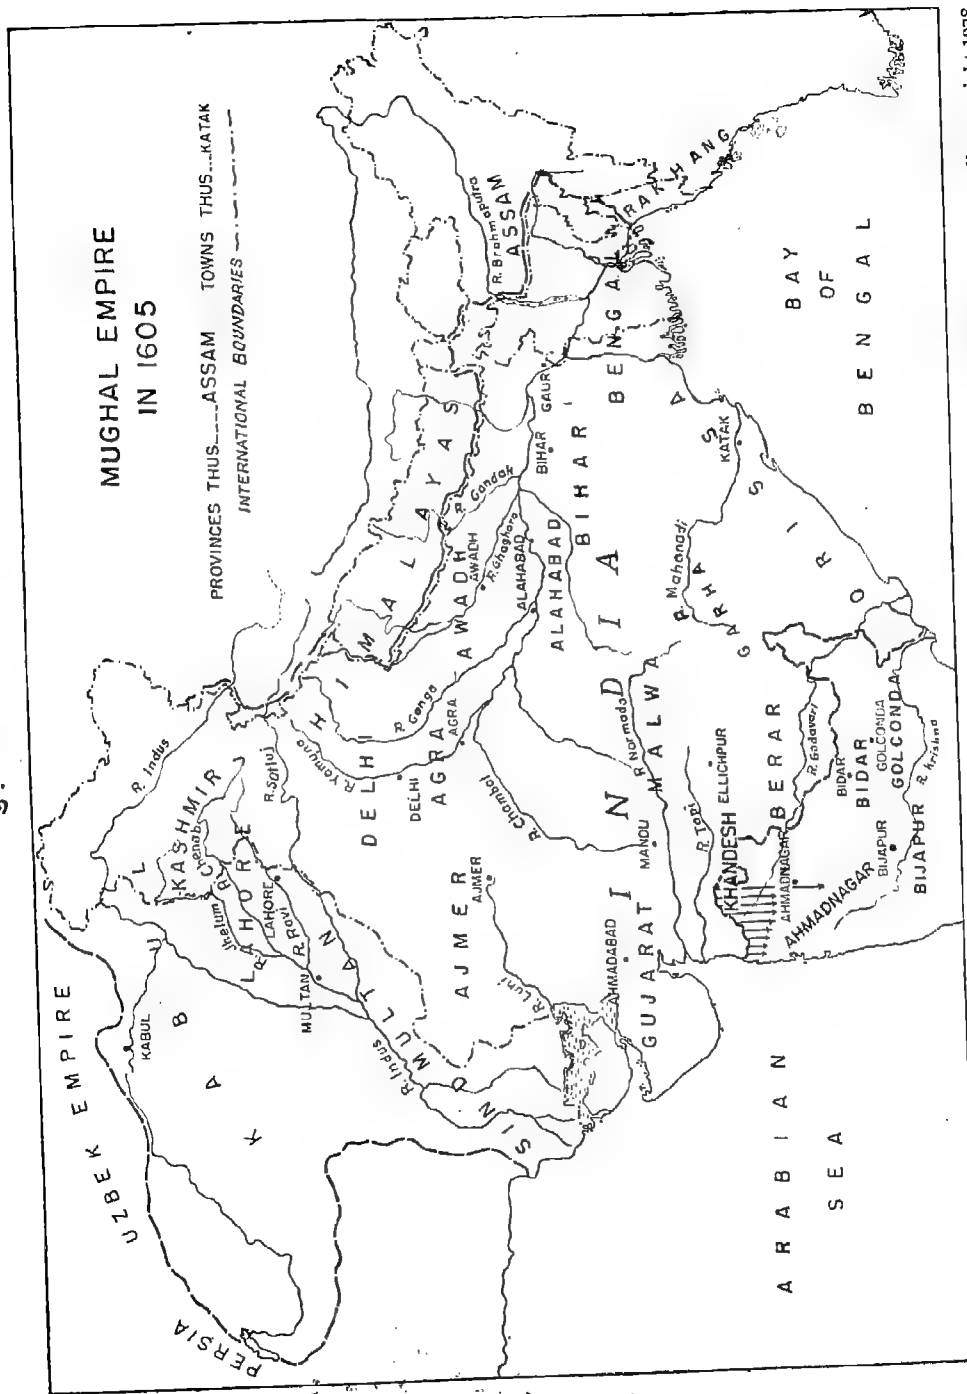 MUGHAL EMPIRE
IN 1605
PROVINCES THUS----ASSAM TOWNS THUS...KATAK
INTERNATIONAL BOUNDARIES
UZBEK EMPIRE
PERSIA
KABUL
KABUL
R. Indus
KASHMIR
R. Chenab
Jhelum
R.
LAHORE
LAHORE
R. Ravi
R. Satluj
MULTAN
MULTAN
R. Indus
SIND
HIMALAYAS
DELHI
DELHI
R. Yamuna
R. Ganga
AGRA
AGRA
AWADH
AWADH
R. Ghaghara
R. Gandak
ALAHABAD
ALAHABAD
BIHAR
BIHAR
GAUR
BENGAL
R. Brahmaputra
ASSAM
RAKHANG
AJMER
AJMER
R. Luni
R. Chambal
AHMADABAD
GUJARAT
MANDU
MALWA
R. Narmada
R. Tapi
INDIA
KHANDESH
ELLICHPUR
BERAR
GARHA
R. Mahanadi
KATAK
ORISSA
AHMADNAGAR
AHMADNAGAR
R. Godavari
BIDAR
BIDAR
GOLCONDA
GOLCONDA
BIJAPUR
BIJAPUR
R. Krishna
ARABIAN
SEA
BAY
OF
BENGAL
1978